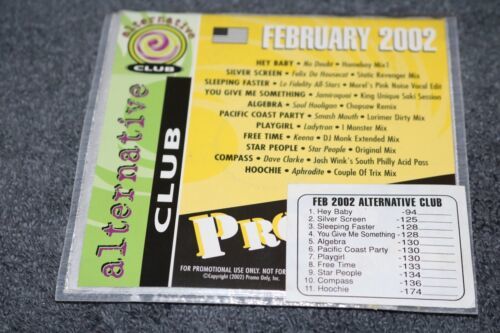 alternative
CLUB
alternative
CLUB
FEBRUARY 2002
HEY BABY • No Doubt • Homeboy Mix1
SILVER SCREEN • Felix Da Housecat • Static Revenger Mix
SLEEPING FASTER • Lo Fidelity All-Stars • Morel's Pink Noise Vocal Edit
YOU GIVE ME SOMETHING • Jamiroquai • King Unique Saki Session
ALGEBRA • Soul Hooligan • Chopsaw Remix
PACIFIC COAST PARTY • Smash Mouth • Lorimer Dirty Mix
PLAYGIRL • Ladytron • I Monster Mix
FREE TIME • Keena • DJ Monk Extended Mix
STAR PEOPLE • Star People • Original Mix
COMPASS • Dave Clarke • Josh Wink's South Philly Acid Pass
HOOCHIE • Aphrodite • Couple Of Trix Mix
FOR PROMOTIONAL USE ONLY. NOT FOR
©Copyright (2002) Promo Only, Inc.
FEB 2002 ALTERNATIVE CLUB
1. Hey Baby -94
2. Silver Screen -125
3. Sleeping Faster -128
4. You Give Me Something -128
5. Algebra -130
6. Pacific Coast Party -130
7. Playgirl -130
8. Free Time -133
9. Star People -134
10. Compass -136
11. Hoochie -174